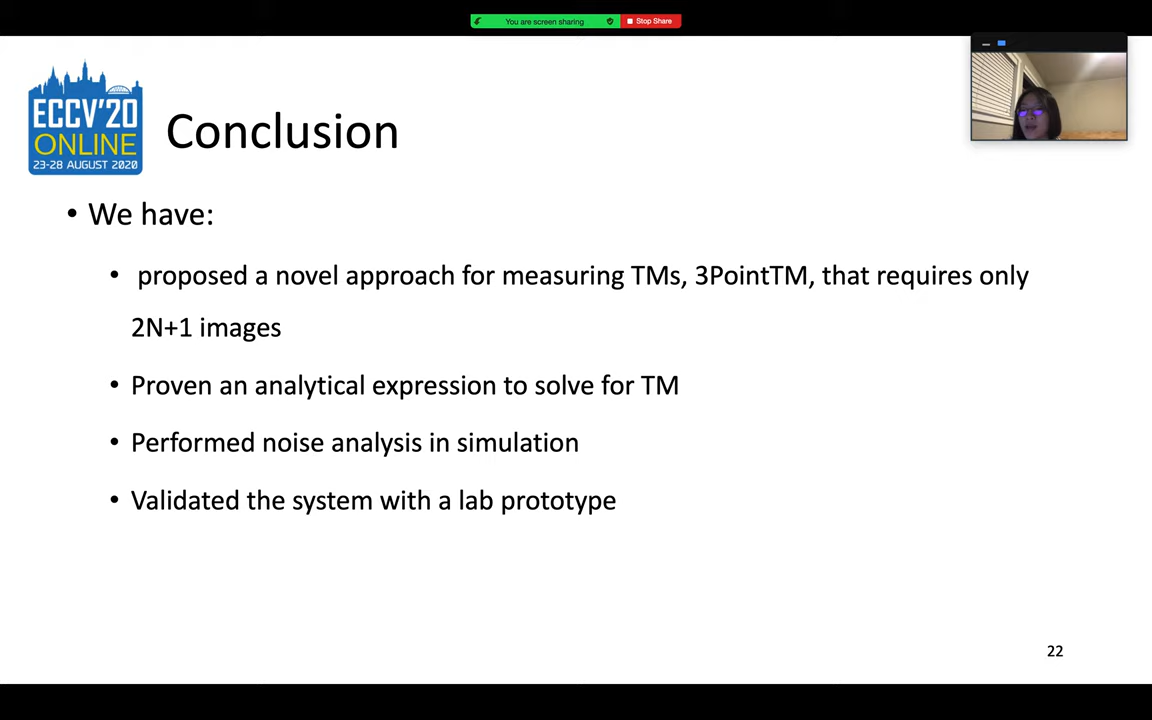 You are screen sharing
Stop Share
ECCV'20
ONLINE
23-28 AUGUST 2020
Conclusion
• We have:
• proposed a novel approach for measuring TMs, 3PointTM, that requires only
2N+1 images
• Proven an analytical expression to solve for TM
• Performed noise analysis in simulation
• Validated the system with a lab prototype
22